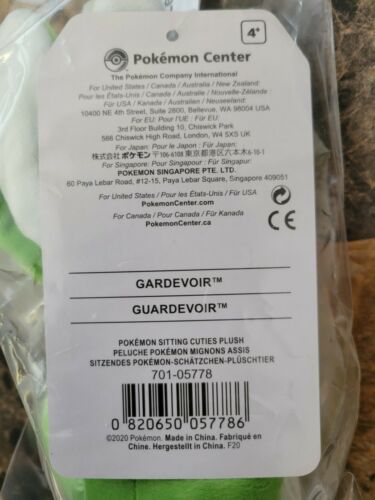 Pokémon Center
4+
The Pokémon Company International
For United States / Canada / Australia / New Zealand:
Pour les États-Unis / Canada / Australie / Nouvelle-Zélande :
Für USA / Kanada / Australien / Neuseeland:
10400 NE 4th Street, Suite 2800, Bellevue, WA 98004 USA
For EU: Pour l'UE : Für EU:
3rd Floor Building 10, Chiswick Park
566 Chiswick High Road, London, W4 5XS UK
For Japan: Pour le Japon : Für Japan:
株式会社ポケモン 〒106-6108 東京都港区六本木6-10-1
For Singapore: Pour Singapour : Für Singapur:
POKEMON SINGAPORE PTE. LTD.
60 Paya Lebar Road, #12-15, Paya Lebar Square, Singapore 409051
For United States / Pour les États-Unis / Für USA
PokemonCenter.com
For Canada / Pour Canada / Für Kanada
PokemonCenter.ca
CE
GARDEVOIR™
GUARDEVOIR™
POKÉMON SITTING CUTIES PLUSH
PELUCHE POKÉMON MIGNONS ASSIS
SITZENDES POKÉMON-SCHÄTZCHEN-PLÜSCHTIER
701-05778
0 820650 057786
©2020 Pokémon. Made in China. Fabriqué en
Chine. Hergestellt in China. F20